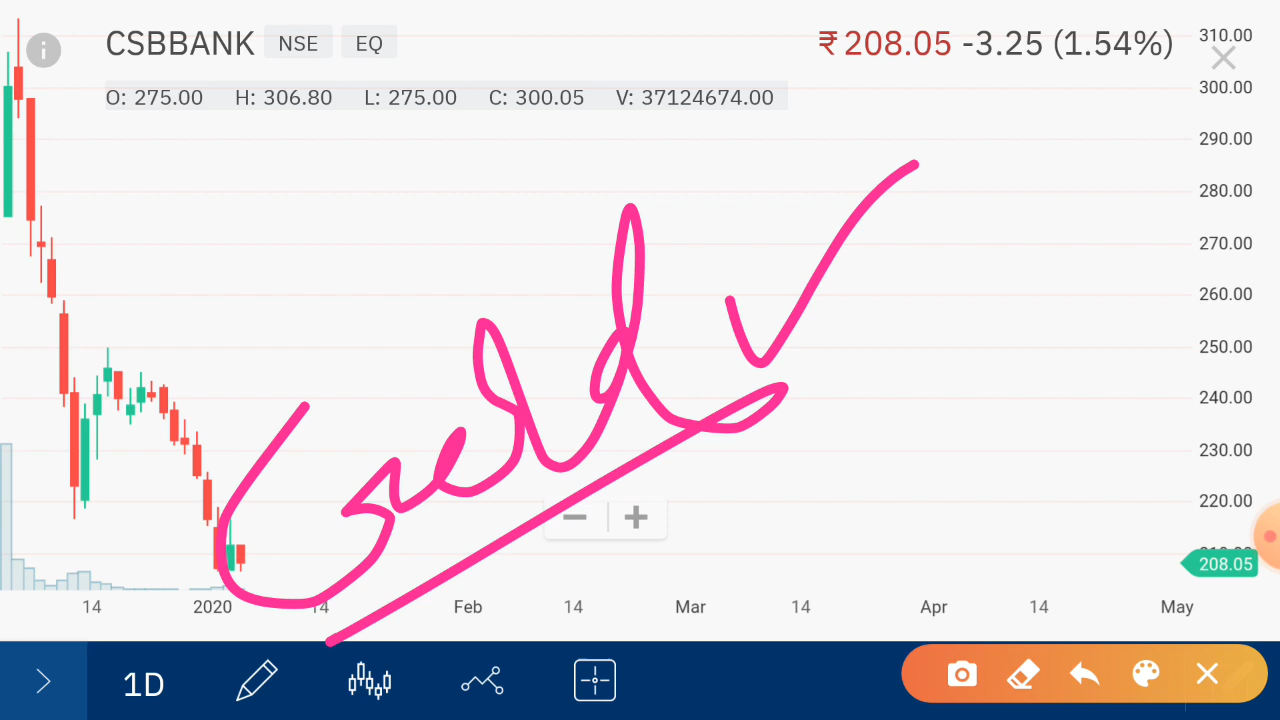 CSBBANK NSE EQ ₹ 208.05 -3.25 (1.54%)
O: 275.00 H: 306.80 L: 275.00 C: 300.05 V: 37124674.00
310.00
300.00
290.00
280.00
270.00
260.00
250.00
240.00
230.00
220.00
208.05
14 2020 14 Feb 14 Mar 14 Apr 14 May
1D